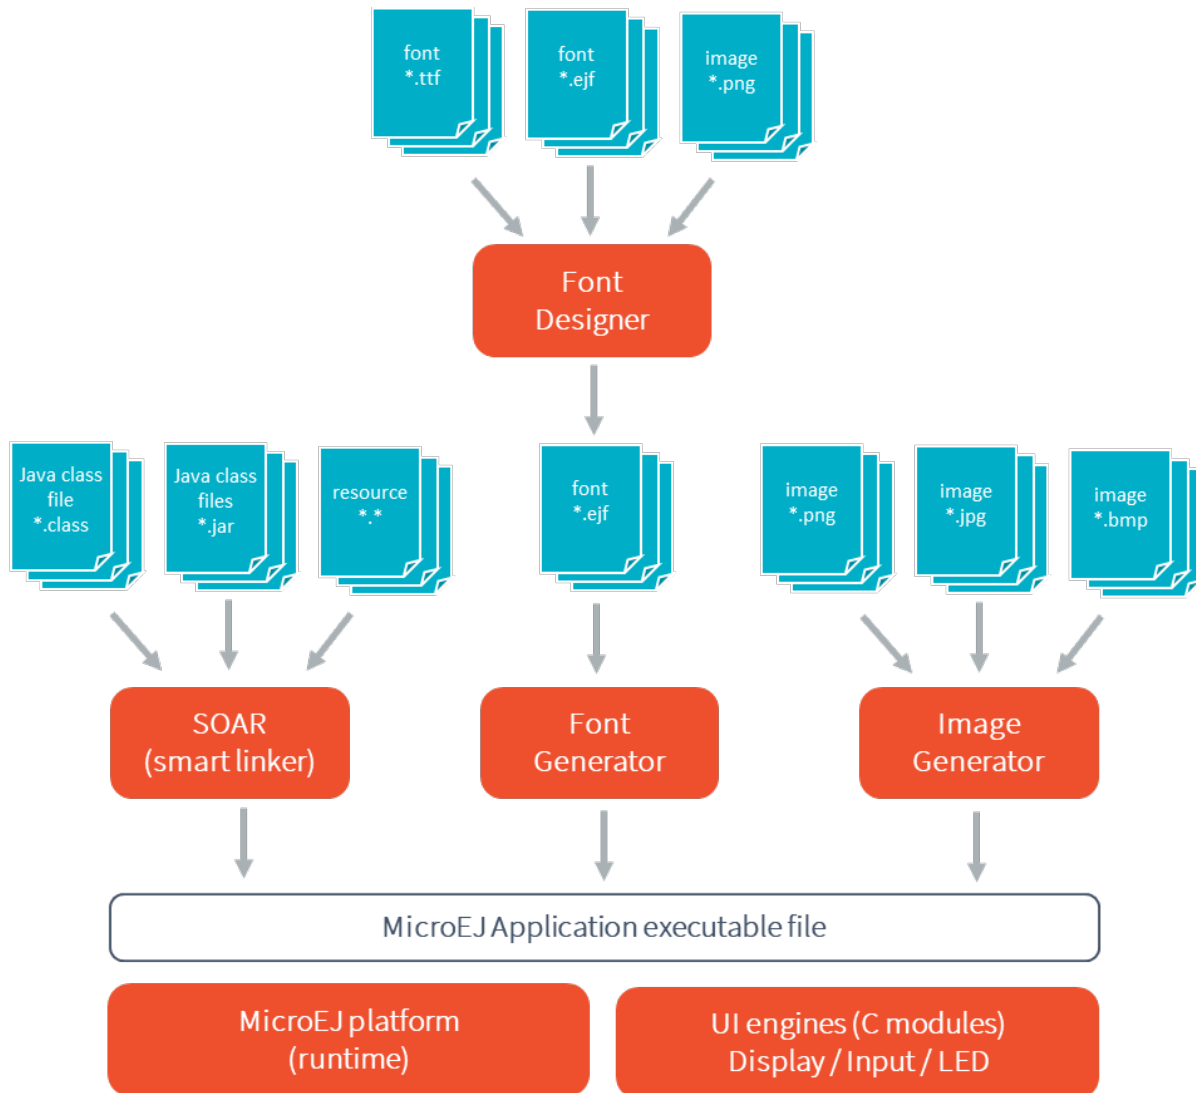 font
*.ttf
font
*.ejf
image
*.png
Font
Designer
Java class
file
*.class
Java class
files
*.jar
resource
*.*
font
*.ejf
image
*.png
image
*.jpg
image
*.bmp
SOAR
(smart linker)
Font
Generator
Image
Generator
MicroEJ Application executable file
MicroEJ platform
(runtime)
UI engines (C modules)
Display / Input / LED